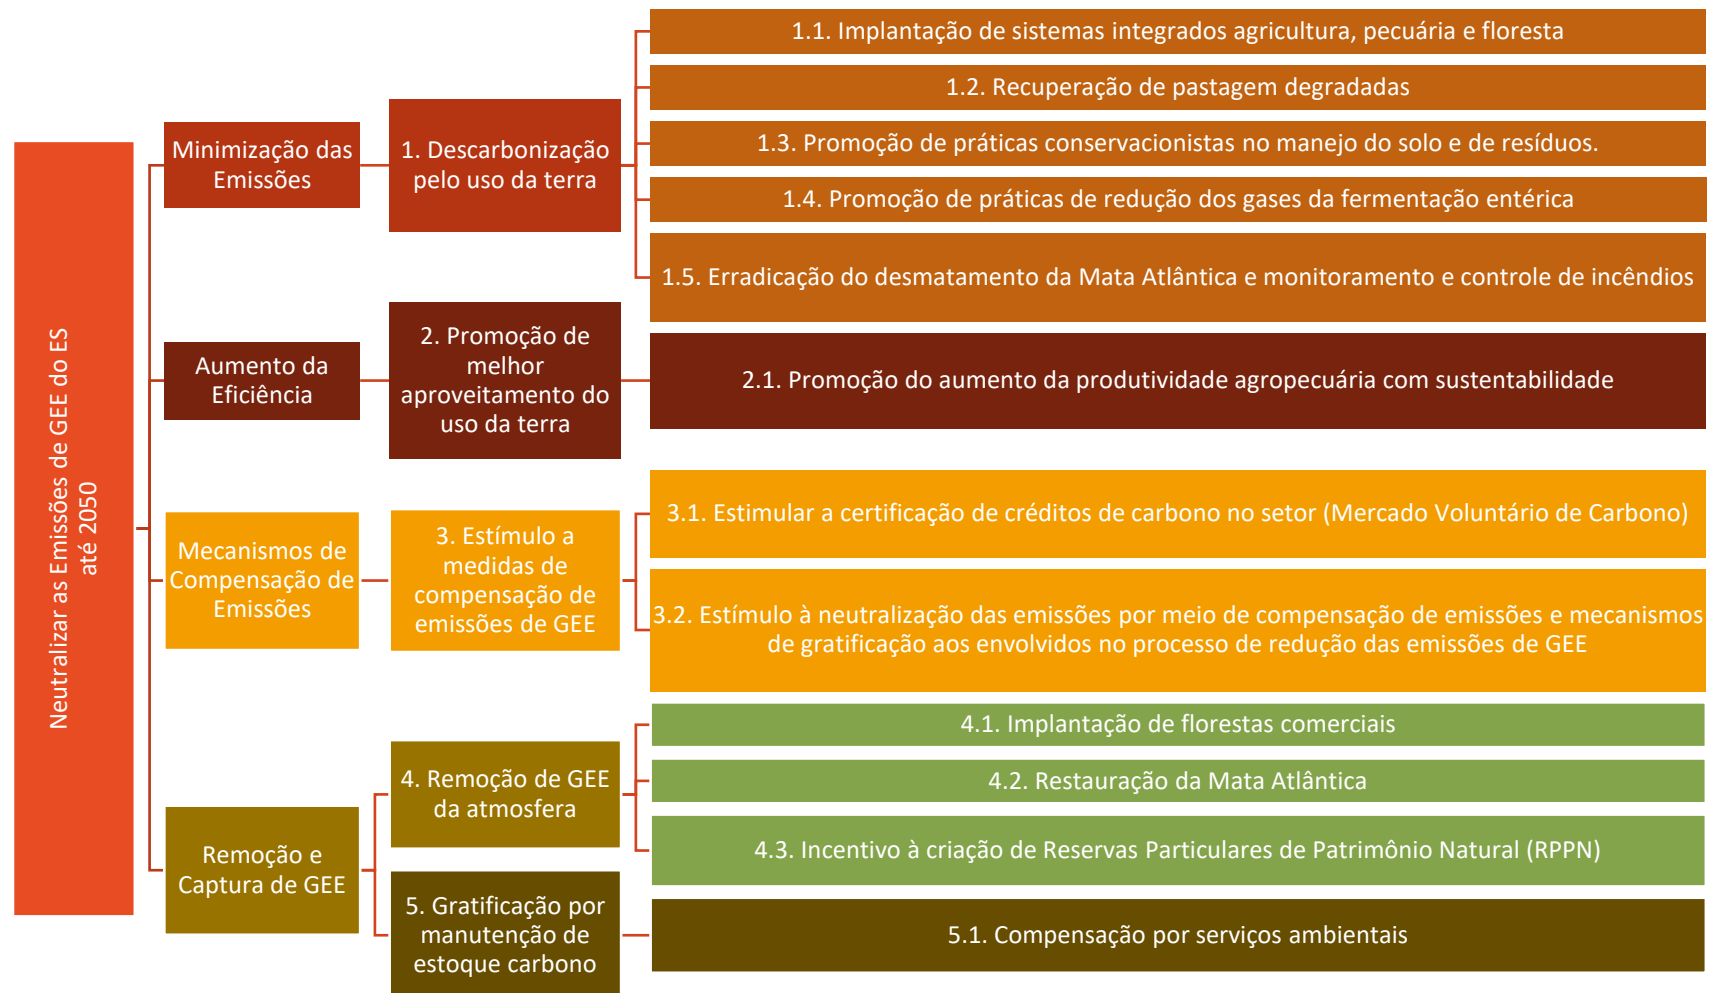 Neutralizar as Emissões de GEE do ES
até 2050
Minimização das
Emissões
1. Descarbonização
pelo uso da terra
1.1. Implantação de sistemas integrados agricultura, pecuária e floresta
1.2. Recuperação de pastagem degradadas
1.3. Promoção de práticas conservacionistas no manejo do solo e de resíduos.
1.4. Promoção de práticas de redução dos gases da fermentação entérica
1.5. Erradicação do desmatamento da Mata Atlântica e monitoramento e controle de incêndios
Aumento da
Eficiência
2. Promoção de
melhor
aproveitamento do
uso da terra
2.1. Promoção do aumento da produtividade agropecuária com sustentabilidade
Mecanismos de
Compensação de
Emissões
3. Estímulo a
medidas de
compensação de
emissões de GEE
3.1. Estimular a certificação de créditos de carbono no setor (Mercado Voluntário de Carbono)
3.2. Estímulo à neutralização das emissões por meio de compensação de emissões e mecanismos
de gratificação aos envolvidos no processo de redução das emissões de GEE
Remoção e
Captura de GEE
4. Remoção de GEE
da atmosfera
4.1. Implantação de florestas comerciais
4.2. Restauração da Mata Atlântica
4.3. Incentivo à criação de Reservas Particulares de Patrimônio Natural (RPPN)
5. Gratificação por
manutenção de
estoque carbono
5.1. Compensação por serviços ambientais